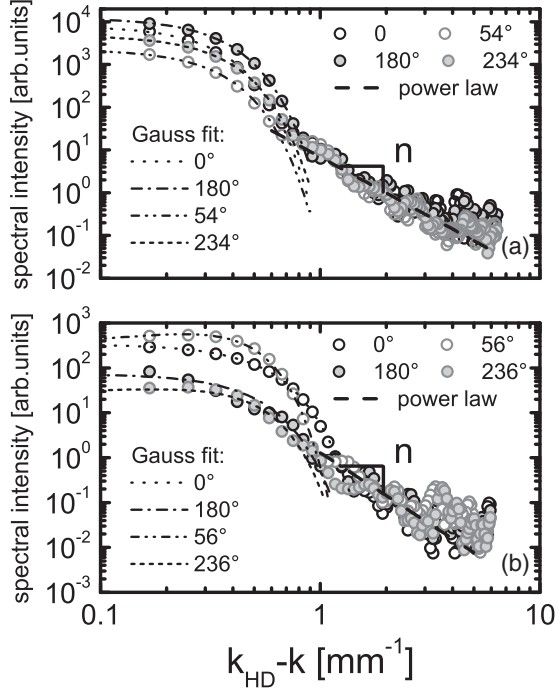 spectral intensity [arb.units]
10^4
10^3
10^2
10^1
10^0
10^-1
10^-2
0 54°
180° 234°
power law
n
Gauss fit:
0°
180°
54°
234°
(a)
spectral intensity [arb.units]
10^3
10^2
10^1
10^0
10^-1
10^-2
10^-3
0° 56°
180° 236°
power law
n
Gauss fit:
0°
180°
56°
236°
(b)
0.1 1 10
k_HD-k [mm^-1]